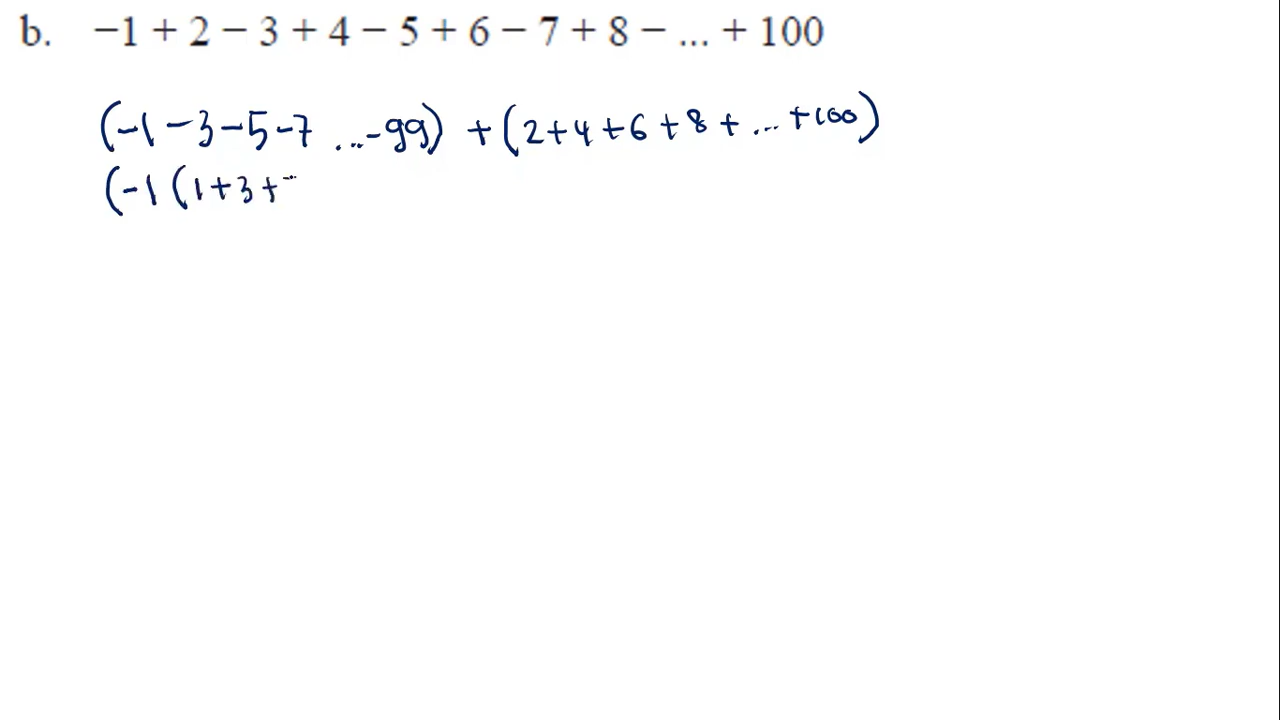 b. −1 + 2 − 3 + 4 − 5 + 6 − 7 + 8 − ... + 100
(-1 -3 -5 -7 ... -99) + (2+4+6+8+ ... +100)
(-1 (1+3+...